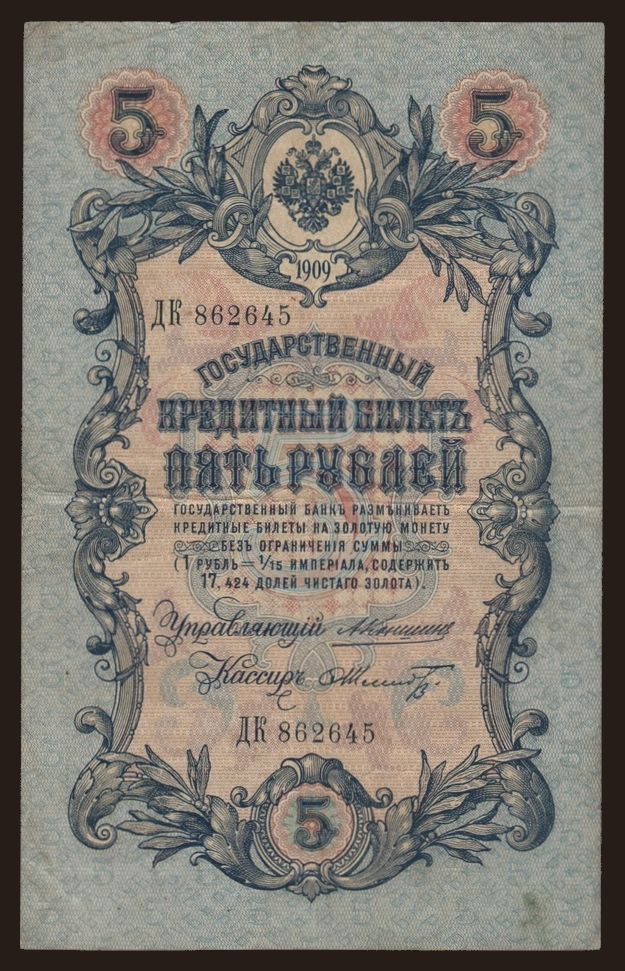 5 5
1909
ДК 862645
ГОСУДАРСТВЕННЫЙ
КРЕДИТНЫЙ БИЛЕТЪ
ПЯТЬ РУБЛЕЙ
ГОСУДАРСТВЕННЫЙ БАНКЪ РАЗМѢНИВАЕТЪ
КРЕДИТНЫЕ БИЛЕТЫ НА ЗОЛОТУЮ МОНЕТУ
БЕЗЪ ОГРАНИЧЕНІЯ СУММЫ
(1 РУБЛЬ = 1/15 ИМПЕРІАЛА, СОДЕРЖИТЪ
17, 424 ДОЛЕЙ ЧИСТАГО ЗОЛОТА).
Управляющій
Кассиръ
ДК 862645
5